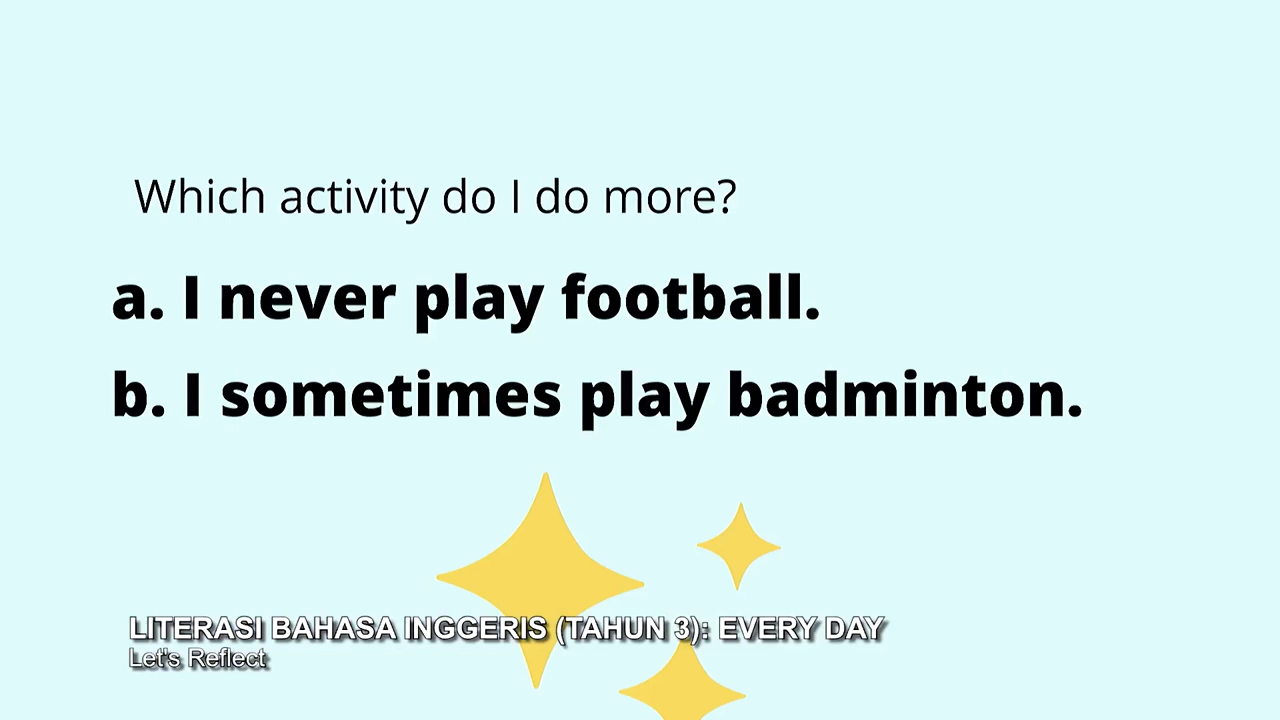 Which activity do I do more?
a. I never play football.
b. I sometimes play badminton.
LITERASI BAHASA INGGERIS (TAHUN 3): EVERY DAY
Let's Reflect